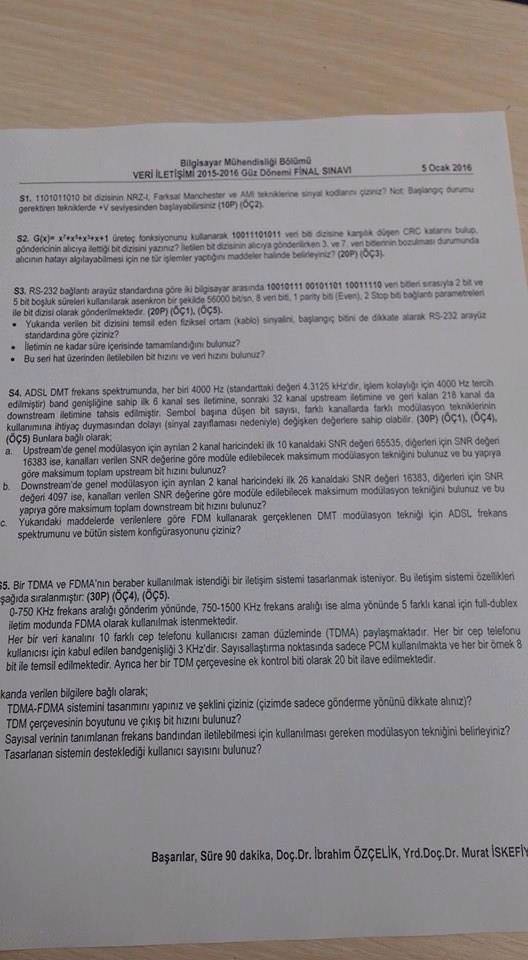 Bilgisayar Mühendisliği Bölümü
VERİ İLETİŞİMİ 2015-2016 Güz Dönemi FİNAL SINAVI 5 Ocak 2016
S1. 1101011010 bit dizisinin NRZ-I, Farksal Manchester ve AMI tekniklerine sinyal kodlarını çiziniz? Not: Başlangıç durumu
gerektiren tekniklerde +V seviyesinden başlayabilirsiniz (10P) (ÖÇ2).
S2. üreteç fonksiyonunu kullanarak 10011101011 veri bti dizisine karşılık düşen CRC katarını bulup,
göndericinin alıcıya ilettiği bit dizisini yazınız? İletilen bit dizisinin alıcıya gönderilirken 3. ve 7. veri bitlerinin bozulması durumunda
alıcının hatayı algılayabilmesi için ne tür işlemler yaptığını maddeler halinde belirleyiniz? (20P) (ÖÇ3).
S3. RS-232 bağlantı arayüz standardına göre iki bilgisayar arasında 10010111 00101101 10011110 veri bitleri sırasıyla 2 bit ve
5 bit boşluk süreleri kullanılarak asenkron bir şekilde 56000 bit/sn, 8 veri biti, 1 parity biti (Even), 2 Stop biti bağlantı parametreleri
ile bit dizisi olarak gönderilmektedir. (20P) (ÖÇ1), (ÖÇ5).
• Yukarıda verilen bit dizisini temsil eden fiziksel ortam (kablo) sinyalini, başlangıç bitini de dikkate alarak RS-232 arayüz
standardına göre çiziniz?
• İletimin ne kadar süre içerisinde tamamlandığını bulunuz?
• Bu seri hat üzerinden iletilebilen bit hızını ve veri hızını bulunuz?
S4. ADSL DMT frekans spektrumunda, her biri 4000 Hz (standarttaki değeri 4.3125 kHz'dir, işlem kolaylığı için 4000 Hz tercih
edilmiştir) band genişliğine sahip ilk 6 kanal ses iletimine, sonraki 32 kanal upstream iletimine ve geri kalan 218 kanal da
downstream iletimine tahsis edilmiştir. Sembol başına düşen bit sayısı, farklı kanallarda farklı modülasyon tekniklerinin
kullanımına ihtiyaç duymasından dolayı (sinyal zayıflaması nedeniyle) değişken değerlere sahip olabilir. (30P) (ÖÇ1), (ÖÇ4),
(ÖÇ5) Bunlara bağlı olarak;
a. Upstream'de genel modülasyon için ayrılan 2 kanal haricindeki ilk 10 kanaldaki SNR değeri 65535, diğerleri için SNR değeri
16383 ise, kanalları verilen SNR değerine göre modüle edilebilecek maksimum modülasyon tekniğini bulunuz ve bu yapıya
göre maksimum toplam upstream bit hızını bulunuz?
b. Downstream'de genel modülasyon için ayrılan 2 kanal haricindeki ilk 26 kanaldaki SNR değeri 16383, diğerleri için SNR
değeri 4097 ise, kanalları verilen SNR değerine göre modüle edilebilecek maksimum modülasyon tekniğini bulunuz ve bu
yapıya göre maksimum toplam downstream bit hızını bulunuz?
c. Yukarıdaki maddelerde verilenlere göre FDM kullanarak gerçeklenen DMT modülasyon tekniği için ADSL frekans
spektrumunu ve bütün sistem konfigürasyonunu çiziniz?
S5. Bir TDMA ve FDMA'nın beraber kullanılmak istendiği bir iletişim sistemi tasarlanmak isteniyor. Bu iletişim sistemi özellikleri
şağıda sıralanmıştır: (30P) (ÖÇ4), (ÖÇ5).
0-750 KHz frekans aralığı gönderim yönünde, 750-1500 KHz frekans aralığı ise alma yönünde 5 farklı kanal için full-dublex
iletim modunda FDMA olarak kullanılmak istenmektedir.
Her bir veri kanalını 10 farklı cep telefonu kullanıcısı zaman düzleminde (TDMA) paylaşmaktadır. Her bir cep telefonu
kullanıcısı için kabul edilen bandgenişliği 3 KHz'dir. Sayısallaştırma noktasında sadece PCM kullanılmakta ve her bir örnek 8
bit ile temsil edilmektedir. Ayrıca her bir TDM çerçevesine ek kontrol biti olarak 20 bit ilave edilmektedir.
kanda verilen bilgilere bağlı olarak;
TDMA-FDMA sistemini tasarımını yapınız ve şeklini çiziniz (çizimde sadece gönderme yönünü dikkate alınız)?
TDM çerçevesinin boyutunu ve çıkış bit hızını bulunuz?
Sayısal verinin tanımlanan frekans bandından iletilebilmesi için kullanılması gereken modülasyon tekniğini belirleyiniz?
Tasarlanan sistemin desteklediği kullanıcı sayısını bulunuz?
Başarılar, Süre 90 dakika, Doç.Dr. İbrahim ÖZÇELİK, Yrd.Doç.Dr. Murat İSKEFİY